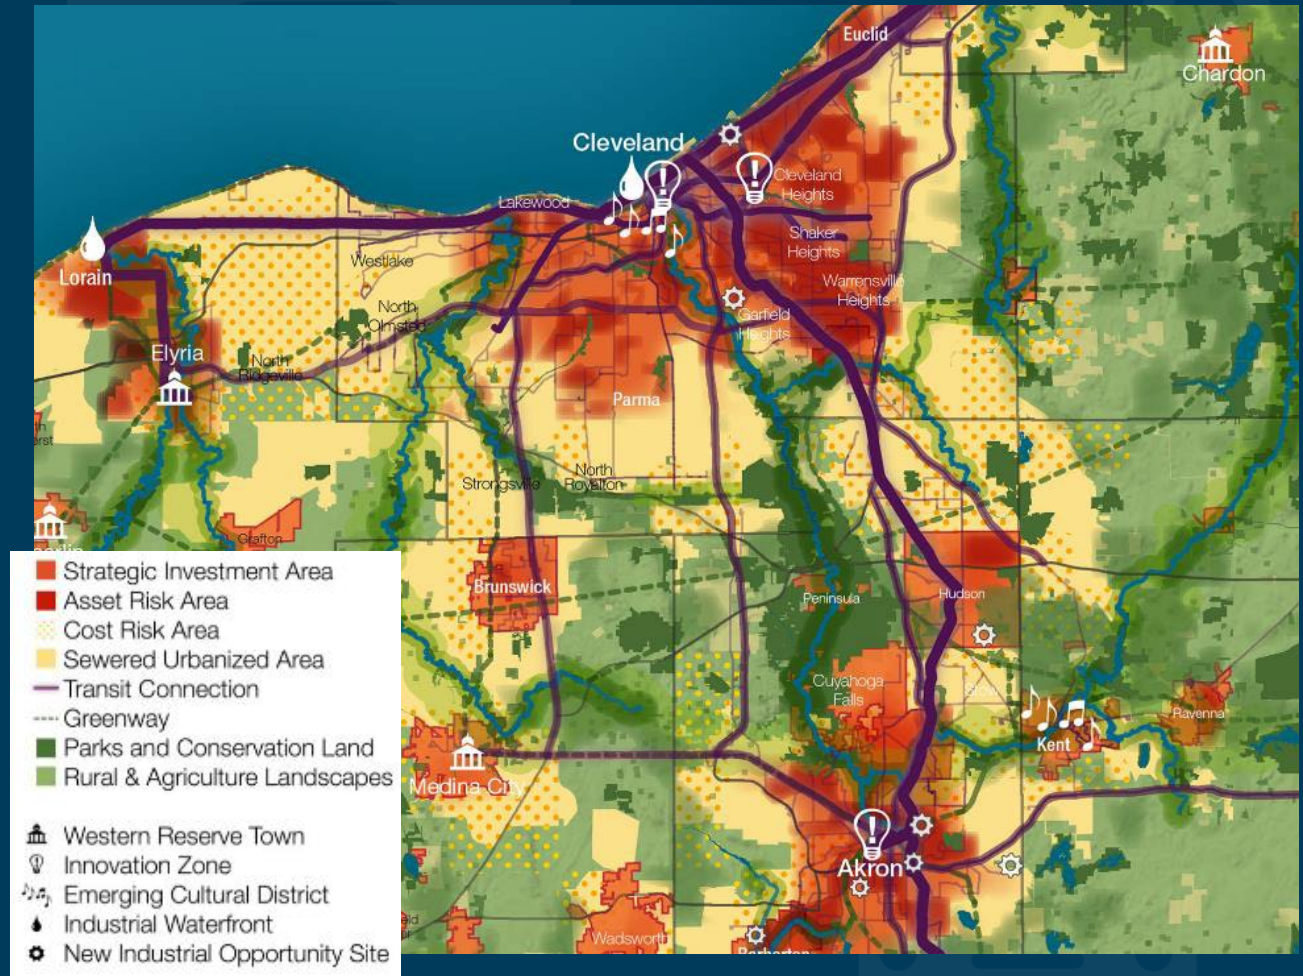 Euclid
Chardon
Cleveland
Cleveland
Heights
Lakewood
Shaker
Heights
Westlake
Lorain
Warrensville
Heights
North
Olmsted
Garfield
Heights
Elyria
North
Ridgeville
Parma
North
Royalton
Strongsville
Grafton
Brunswick
Peninsula
Hudson
Cuyahoga
Falls
Stow
Ravenna
Kent
Medina City
Akron
Wadsworth
Barberton
Strategic Investment Area
Asset Risk Area
Cost Risk Area
Sewered Urbanized Area
Transit Connection
Greenway
Parks and Conservation Land
Rural & Agriculture Landscapes
Western Reserve Town
Innovation Zone
Emerging Cultural District
Industrial Waterfront
New Industrial Opportunity Site